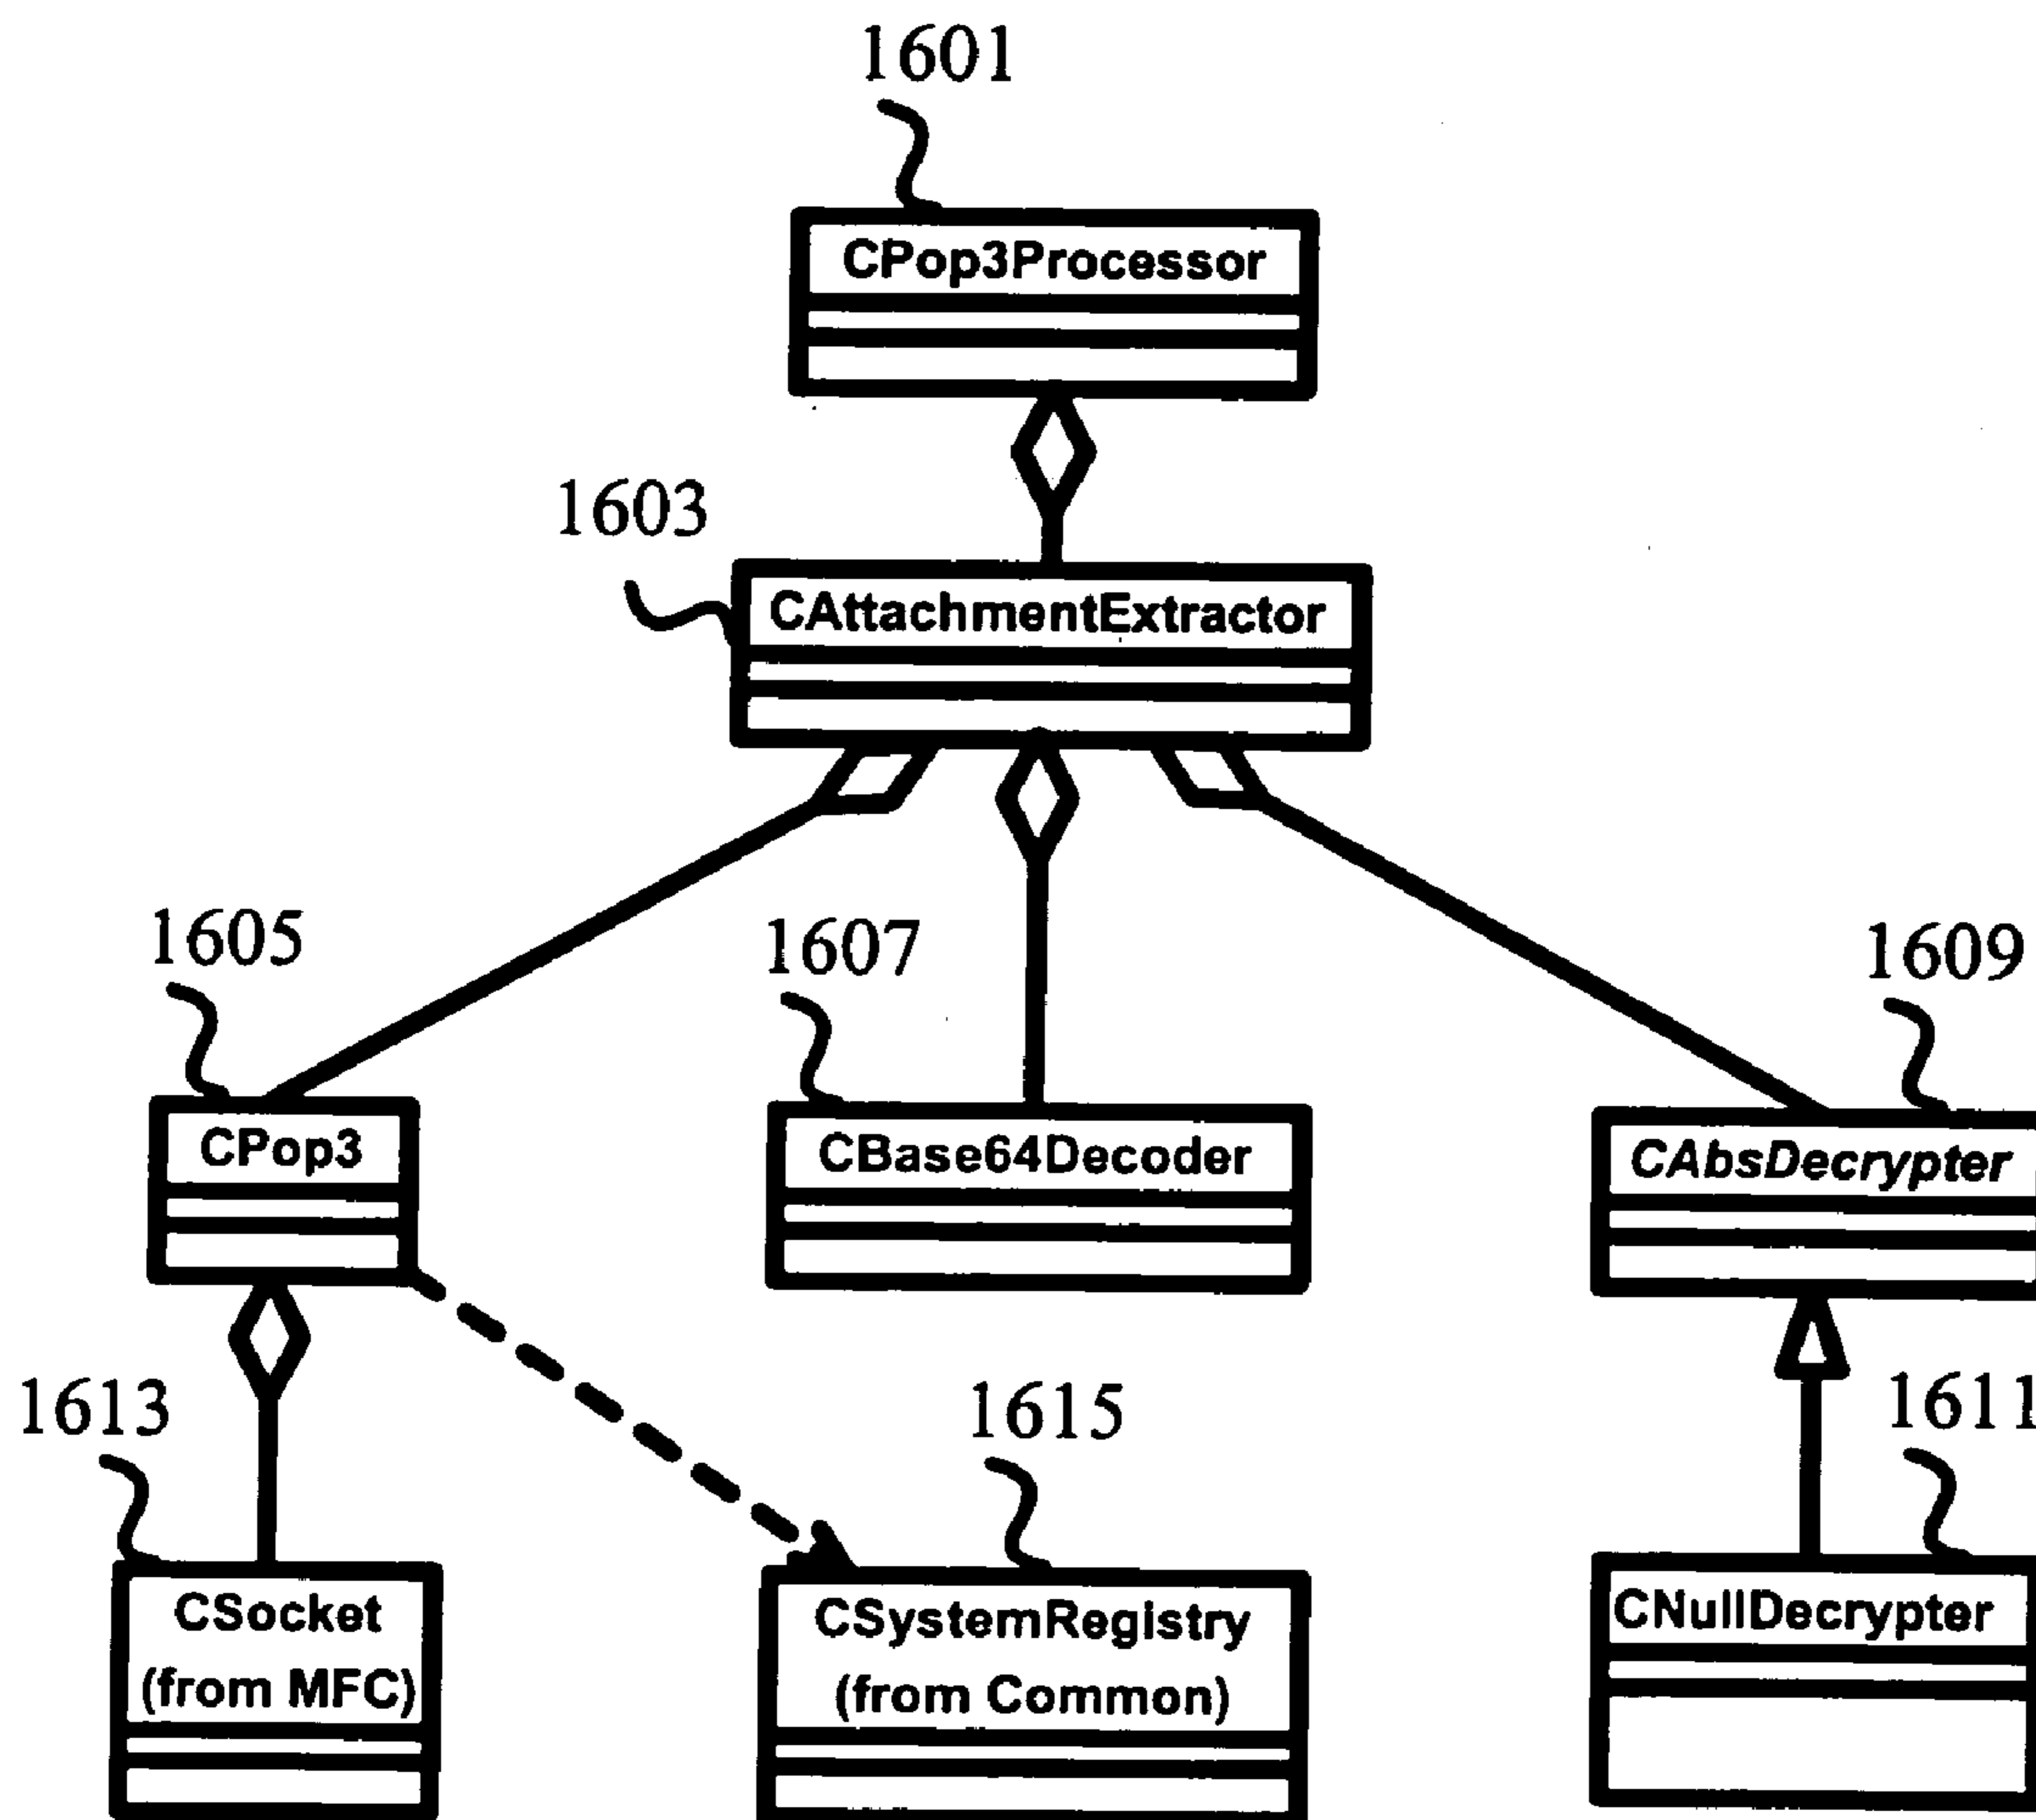 1601
CPop3Processor
1603
CAttachmentExtractor
1605
1607
1609
CPop3
CBase64Decoder
CAbsDecrypter
1613
1615
1611
CSocket
(from MFC)
CSystemRegistry
(from Common)
CNullDecrypter